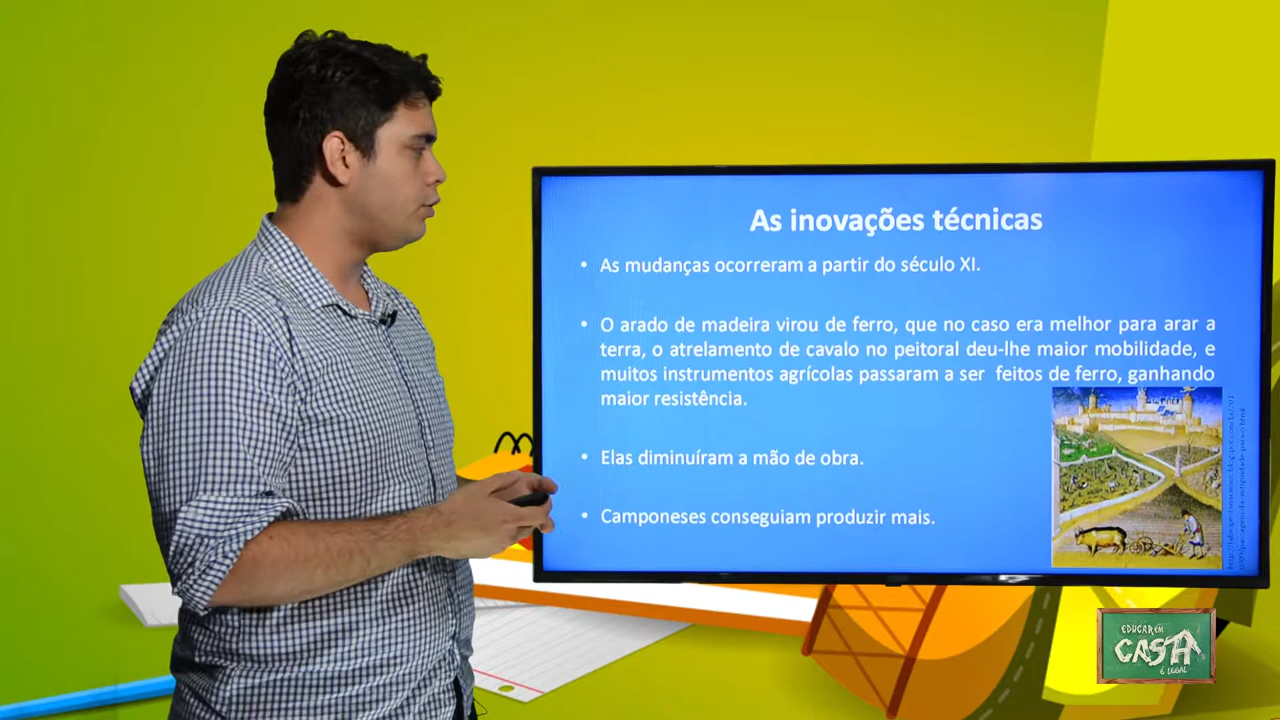 As inovações técnicas
• As mudanças ocorreram a partir do século XI.
• O arado de madeira virou de ferro, que no caso era melhor para arar a
terra, o atrelamento de cavalo no peitoral deu-lhe maior mobilidade, e
muitos instrumentos agrícolas passaram a ser feitos de ferro, ganhando
maior resistência.
• Elas diminuíram a mão de obra.
• Camponeses conseguiam produzir mais.
EDUCAR EM
CASA
É LEGAL